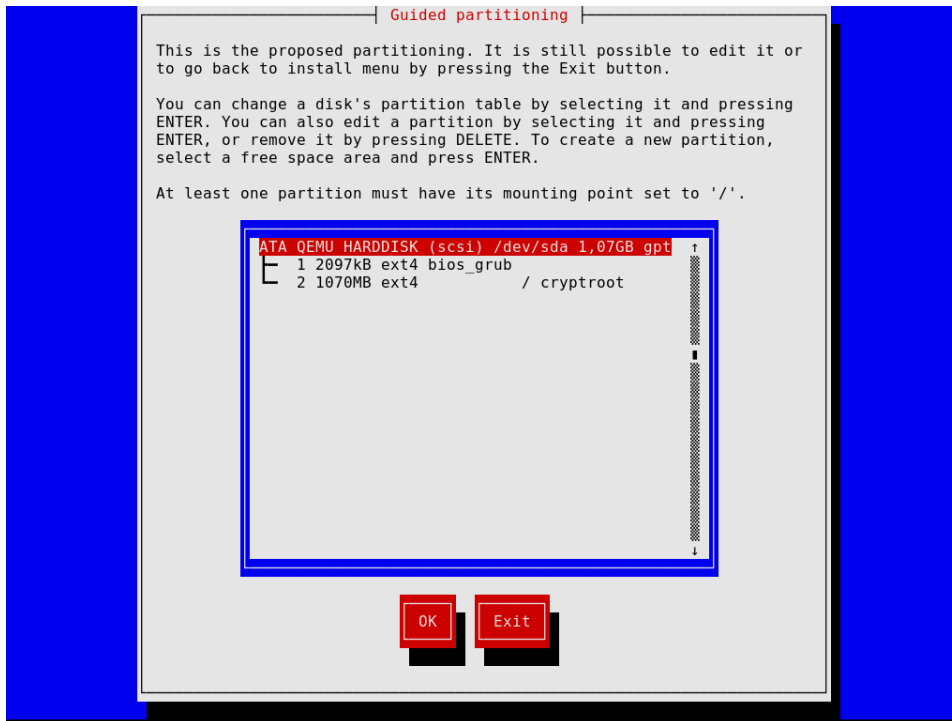 Guided partitioning
This is the proposed partitioning. It is still possible to edit it or
to go back to install menu by pressing the Exit button.
You can change a disk's partition table by selecting it and pressing
ENTER. You can also edit a partition by selecting it and pressing
ENTER, or remove it by pressing DELETE. To create a new partition,
select a free space area and press ENTER.
At least one partition must have its mounting point set to '/'.
ATA QEMU HARDDISK (scsi) /dev/sda 1,07GB gpt
1 2097kB ext4 bios_grub
2 1070MB ext4 / cryptroot
OK Exit